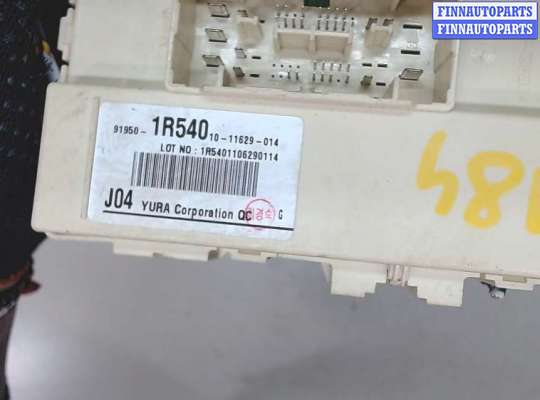 FINNAUTOPARTS
FINNAUTOPARTS
91950- 1R540 10-11629-014
LOT NO : 1R5401106290114
J04 YURA Corporation QC G